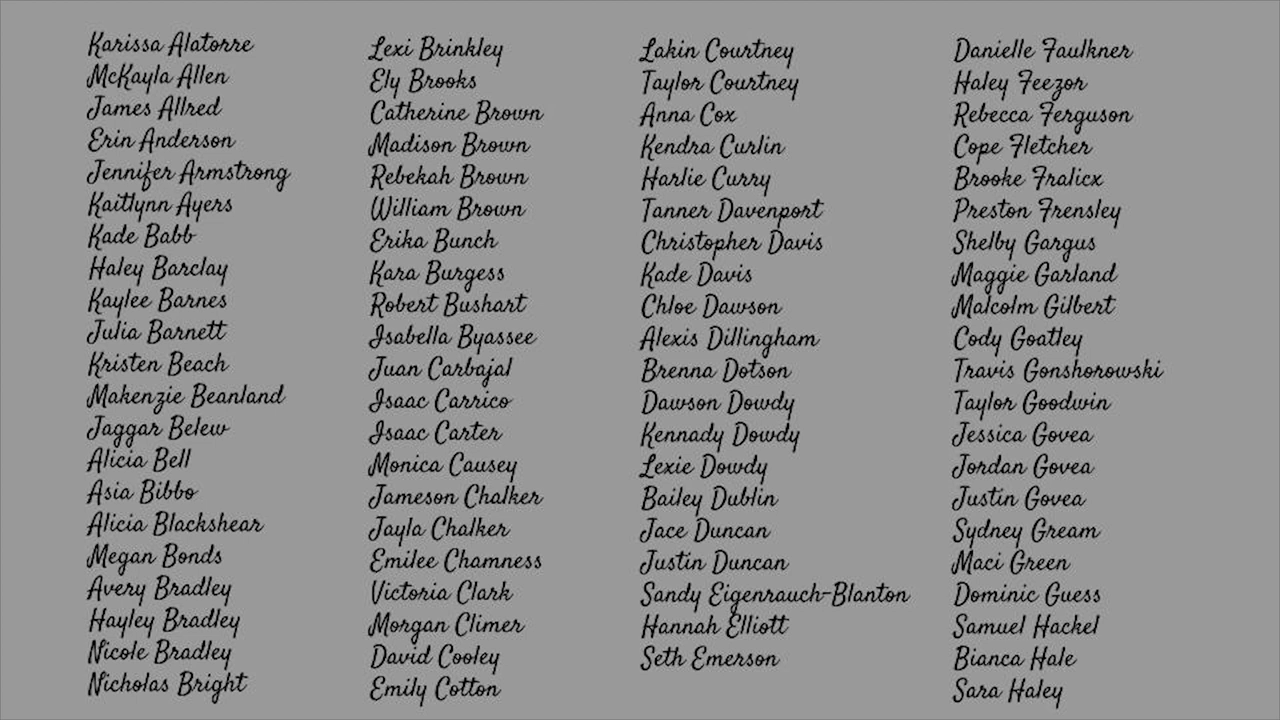 Karissa Alatorre
McKayla Allen
James Allred
Erin Anderson
Jennifer Armstrong
Kaitlynn Ayers
Kade Babb
Haley Barclay
Kaylee Barnes
Julia Barnett
Kristen Beach
Makenzie Beanland
Jaggar Belew
Alicia Bell
Asia Bibbo
Alicia Blackshear
Megan Bonds
Avery Bradley
Hayley Bradley
Nicole Bradley
Nicholas Bright
Lexi Brinkley
Ely Brooks
Catherine Brown
Madison Brown
Rebekah Brown
William Brown
Erika Bunch
Kara Burgess
Robert Bushart
Isabella Byassee
Juan Carbajal
Isaac Carrico
Isaac Carter
Monica Causey
Jameson Chalker
Jayla Chalker
Emilee Chamness
Victoria Clark
Morgan Climer
David Cooley
Emily Cotton
Lakin Courtney
Taylor Courtney
Anna Cox
Kendra Curlin
Harlie Curry
Tanner Davenport
Christopher Davis
Kade Davis
Chloe Dawson
Alexis Dillingham
Brenna Dotson
Dawson Dowdy
Kennady Dowdy
Lexie Dowdy
Bailey Dublin
Jace Duncan
Justin Duncan
Sandy Eigenrauch-Blanton
Hannah Elliott
Seth Emerson
Danielle Faulkner
Haley Feezor
Rebecca Ferguson
Cope Fletcher
Brooke Fralicx
Preston Frensley
Shelby Gargus
Maggie Garland
Malcolm Gilbert
Cody Goatley
Travis Gonshorowski
Taylor Goodwin
Jessica Govea
Jordan Govea
Justin Govea
Sydney Gream
Maci Green
Dominic Guess
Samuel Hackel
Bianca Hale
Sara Haley